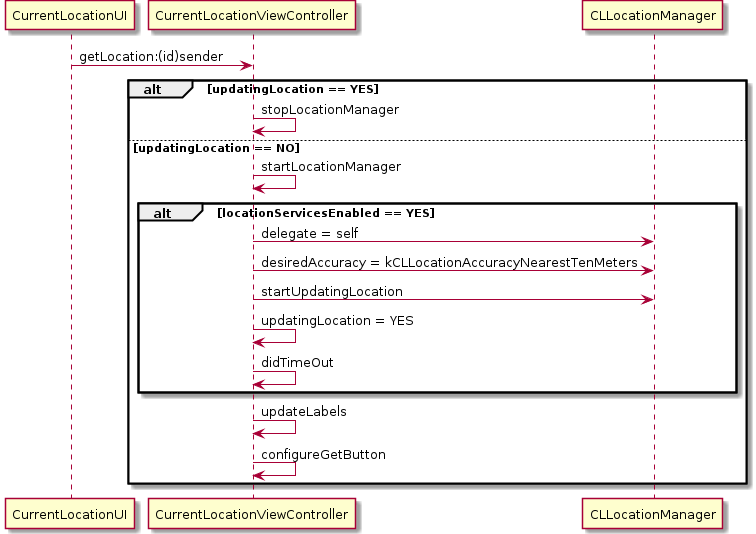 CurrentLocationUI CurrentLocationViewController CLLocationManager
getLocation:(id)sender
alt [updatingLocation == YES]
stopLocationManager
[updatingLocation == NO]
startLocationManager
alt [locationServicesEnabled == YES]
delegate = self
desiredAccuracy = kCLLocationAccuracyNearestTenMeters
startUpdatingLocation
updatingLocation = YES
didTimeOut
updateLabels
configureGetButton
CurrentLocationUI CurrentLocationViewController CLLocationManager